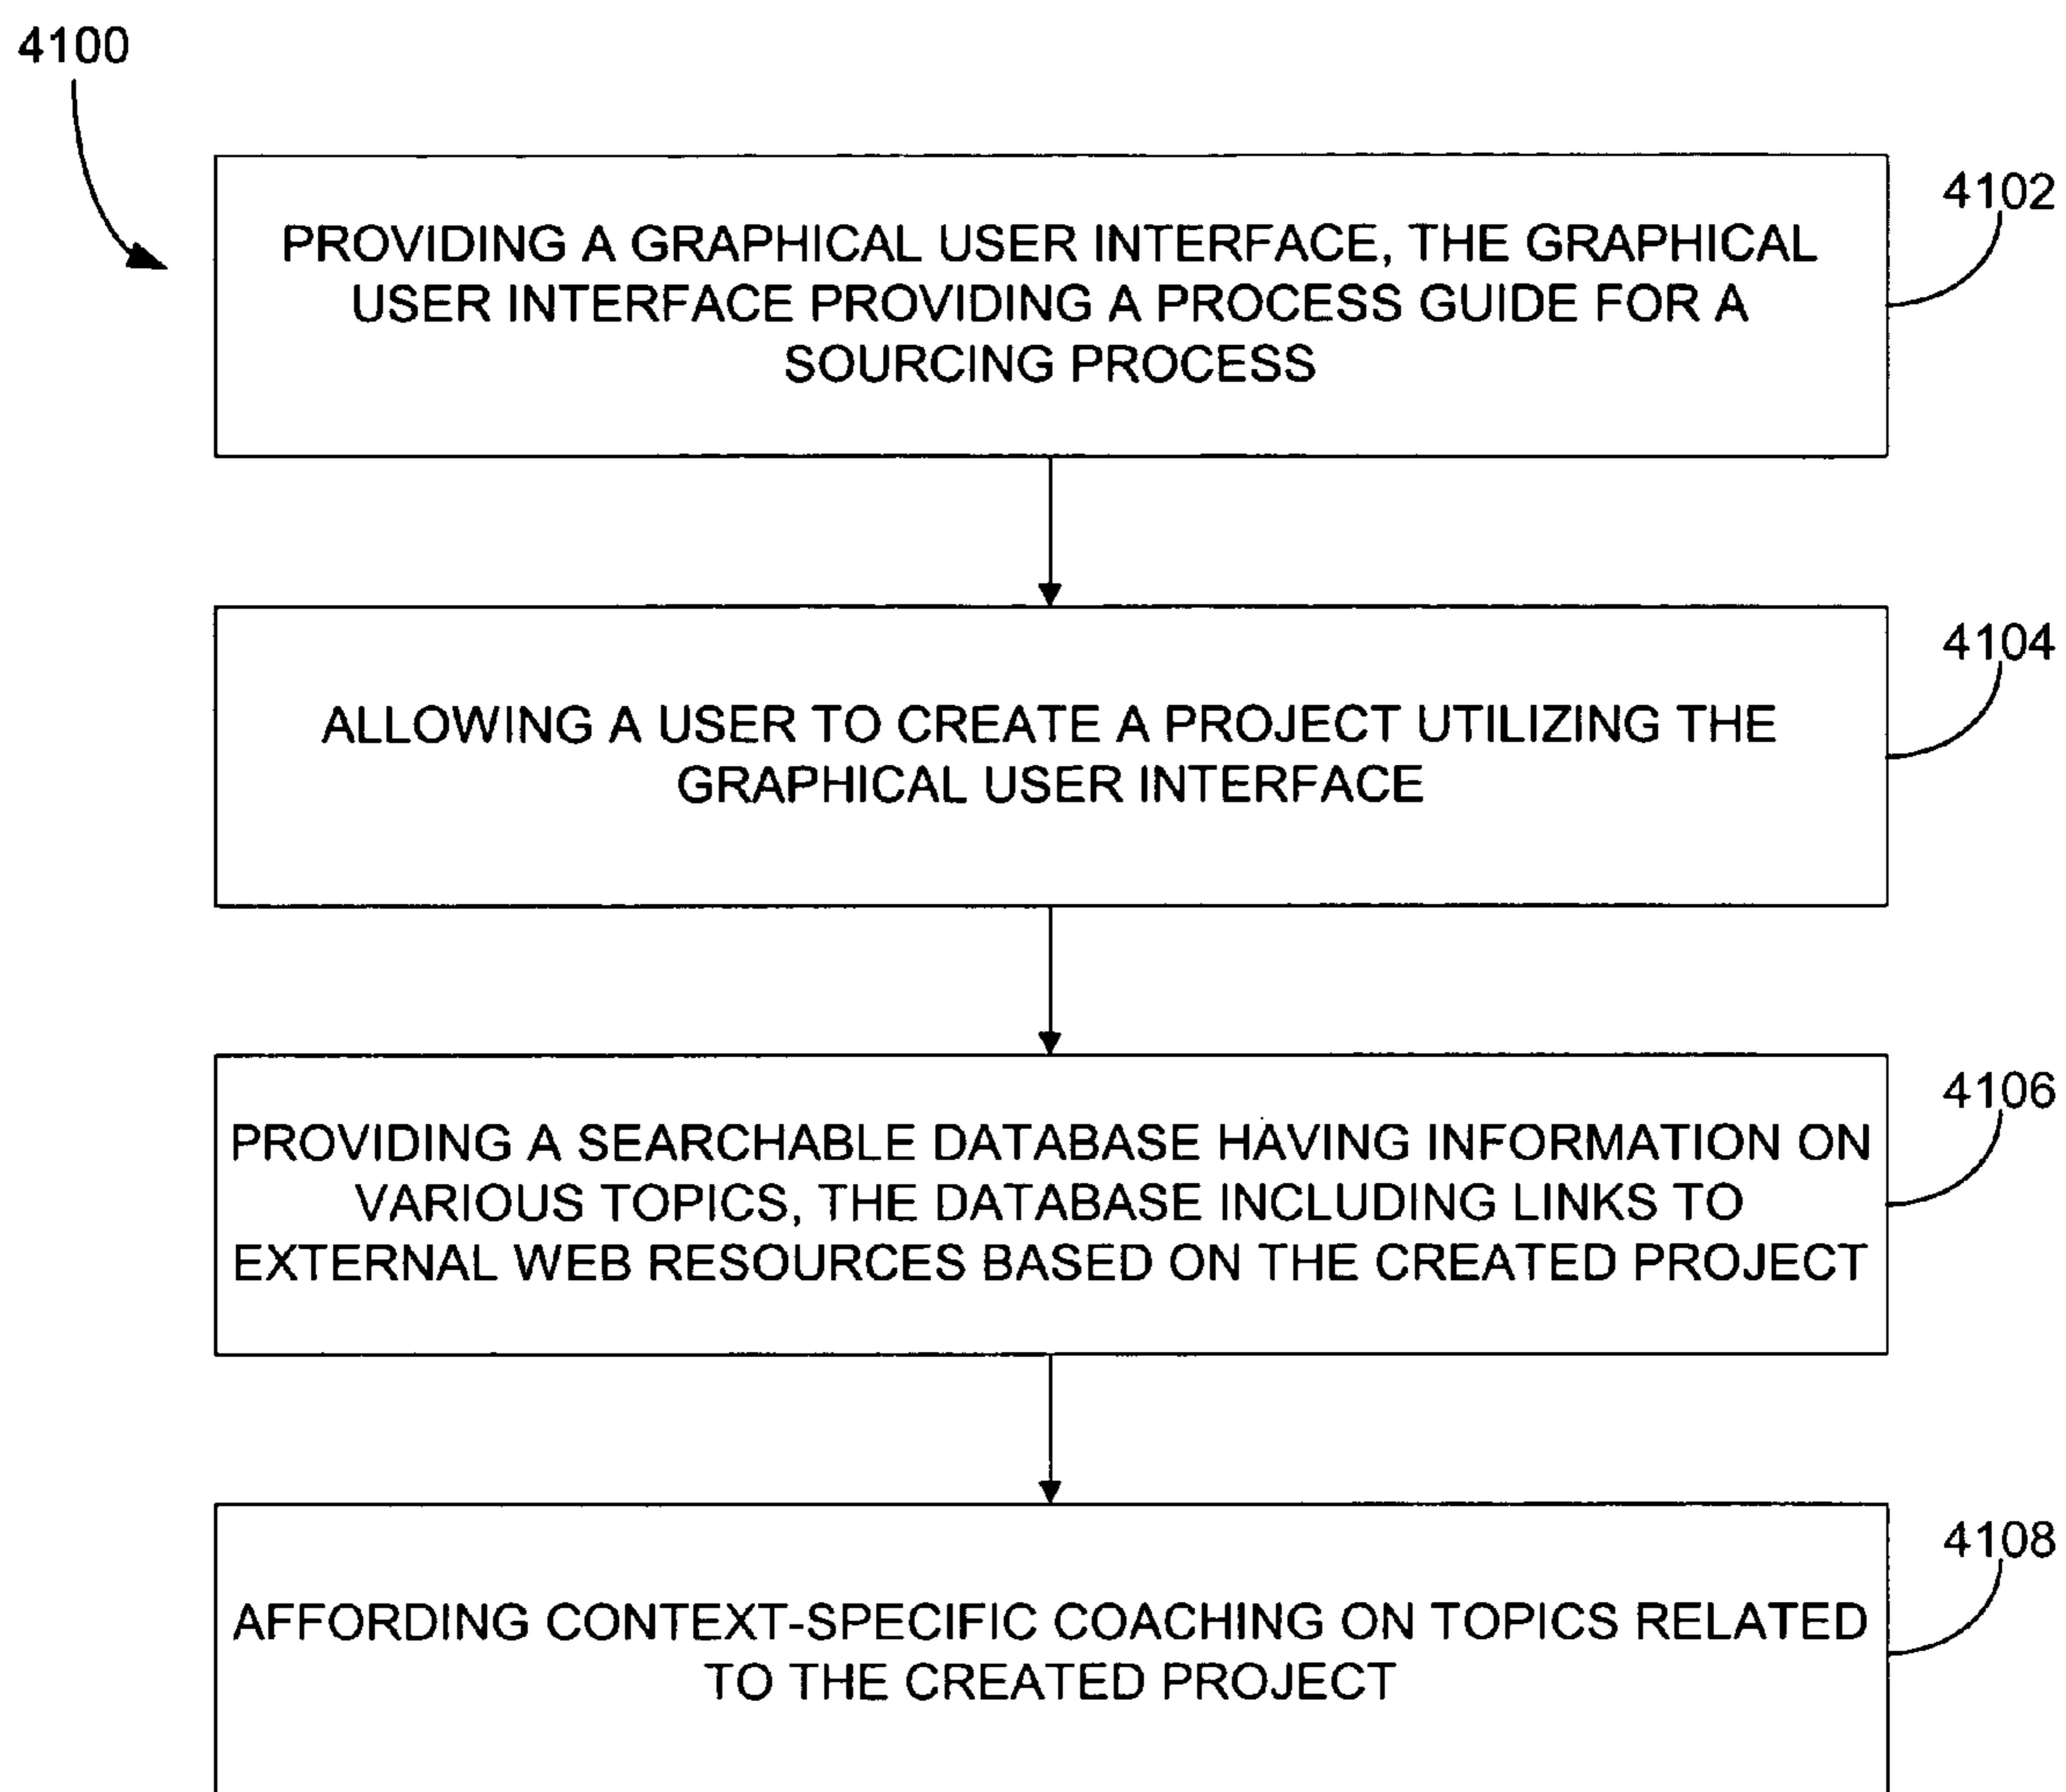 4100
4102
PROVIDING A GRAPHICAL USER INTERFACE, THE GRAPHICAL
USER INTERFACE PROVIDING A PROCESS GUIDE FOR A
SOURCING PROCESS
4104
ALLOWING A USER TO CREATE A PROJECT UTILIZING THE
GRAPHICAL USER INTERFACE
4106
PROVIDING A SEARCHABLE DATABASE HAVING INFORMATION ON
VARIOUS TOPICS, THE DATABASE INCLUDING LINKS TO
EXTERNAL WEB RESOURCES BASED ON THE CREATED PROJECT
4108
AFFORDING CONTEXT-SPECIFIC COACHING ON TOPICS RELATED
TO THE CREATED PROJECT